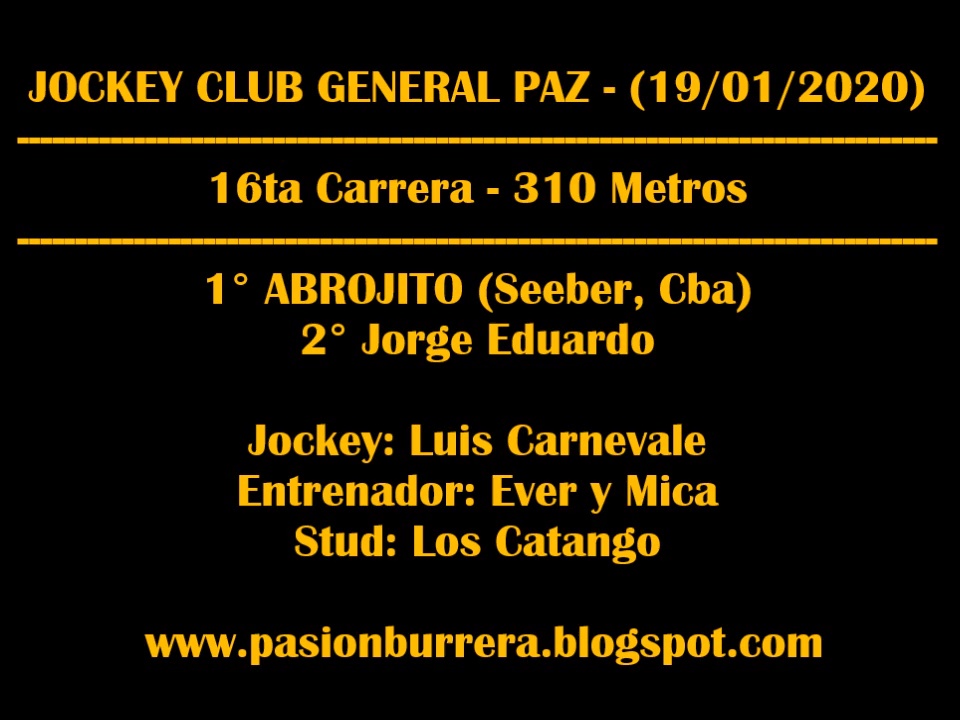 JOCKEY CLUB GENERAL PAZ - (19/01/2020)
--------------------------------------------------------------------------------
16ta Carrera - 310 Metros
--------------------------------------------------------------------------------
1° ABROJITO (Seeber, Cba)
2° Jorge Eduardo
Jockey: Luis Carnevale
Entrenador: Ever y Mica
Stud: Los Catango
www.pasionburrera.blogspot.com